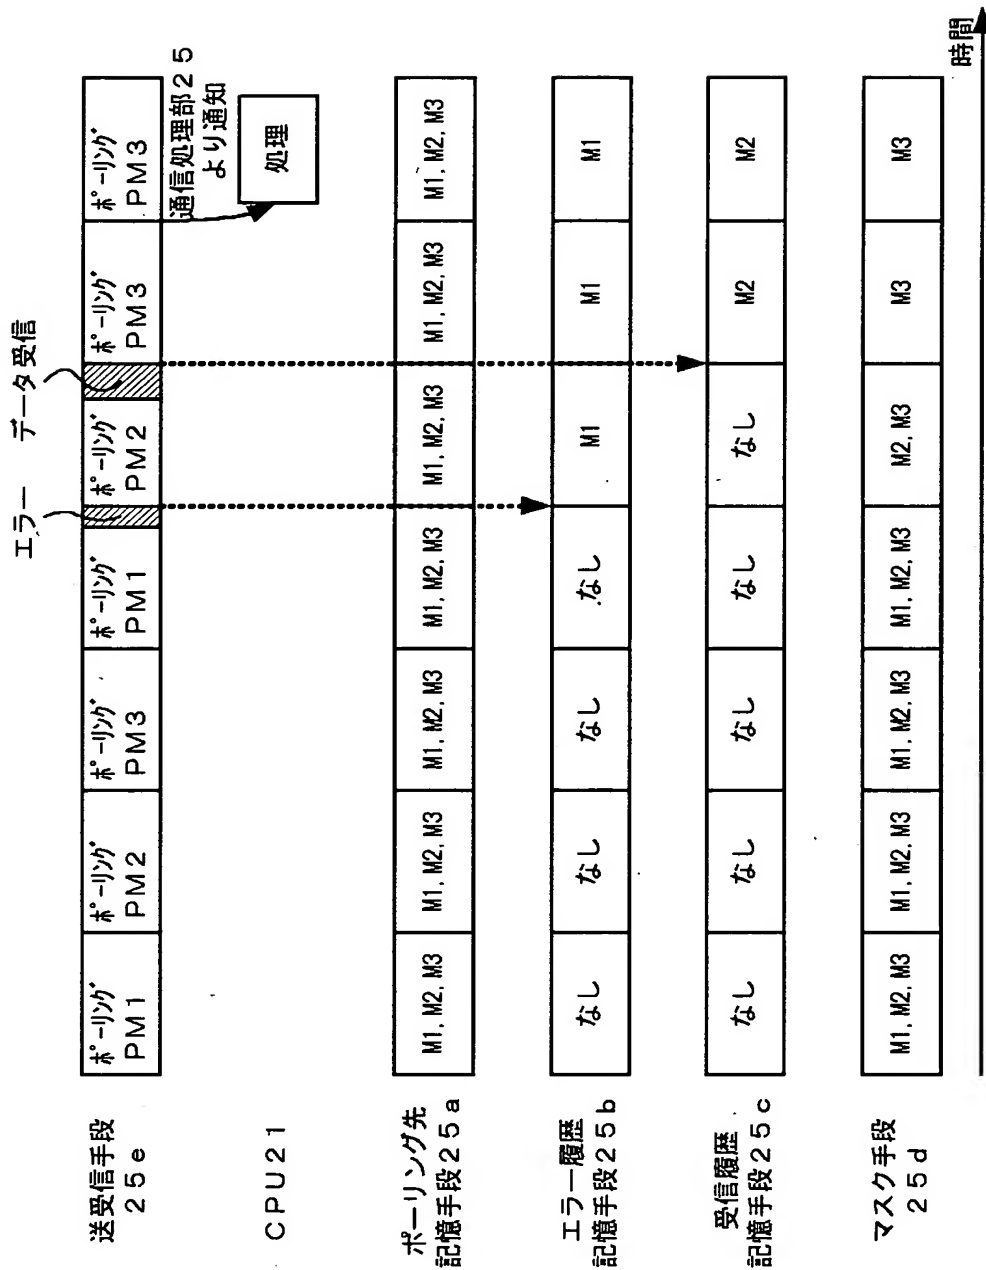 エラー
データ受信
送受信手段
25e
ポーリング
PM1
ポーリング
PM2
ポーリング
PM3
ポーリング
PM1
ポーリング
PM2
ポーリング
PM3
ポーリング
PM3
通信処理部25
より通知
CPU21
処理
ポーリング先
記憶手段25a
M1, M2, M3
M1, M2, M3
M1, M2, M3
M1, M2, M3
M1, M2, M3
M1, M2, M3
M1, M2, M3
エラー履歴
記憶手段25b
なし
なし
なし
なし
M1
M1
M1
受信履歴
記憶手段25c
なし
なし
なし
なし
なし
M2
M2
マスク手段
25d
M1, M2, M3
M1, M2, M3
M1, M2, M3
M1, M2, M3
M2, M3
M3
M3
時間